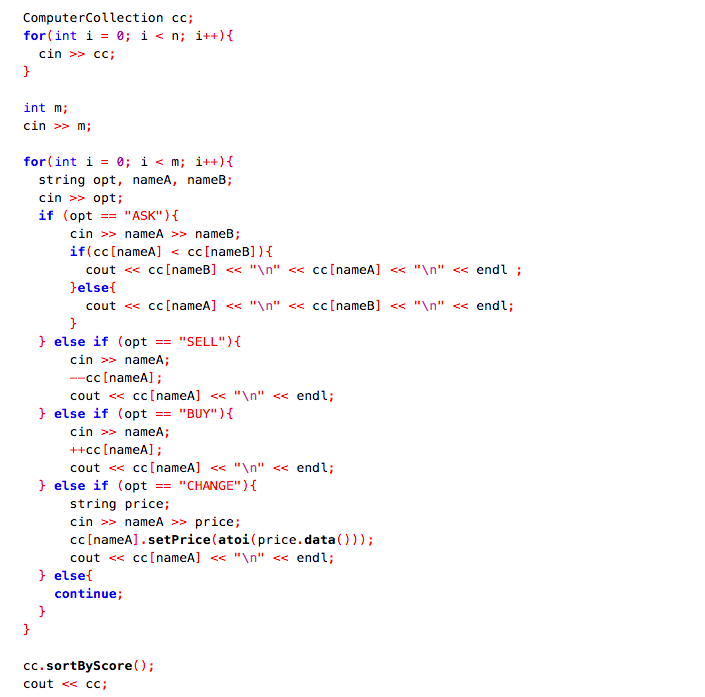 ComputerCollection cc;
for(int i = 0; i < n; i++){
  cin >> cc;
}

int m;
cin >> m;

for(int i = 0; i < m; i++){
  string opt, nameA, nameB;
  cin >> opt;
  if (opt == "ASK"){
      cin >> nameA >> nameB;
      if(cc[nameA] < cc[nameB]){
        cout << cc[nameB] << "\n" << cc[nameA] << "\n" << endl ;
      }else{
        cout << cc[nameA] << "\n" << cc[nameB] << "\n" << endl;
      }
  } else if (opt == "SELL"){
      cin >> nameA;
      --cc[nameA];
      cout << cc[nameA] << "\n" << endl;
  } else if (opt == "BUY"){
      cin >> nameA;
      ++cc[nameA];
      cout << cc[nameA] << "\n" << endl;
  } else if (opt == "CHANGE"){
      string price;
      cin >> nameA >> price;
      cc[nameA].setPrice(atoi(price.data()));
      cout << cc[nameA] << "\n" << endl;
  } else{
    continue;
  }
}

cc.sortByScore();
cout << cc;